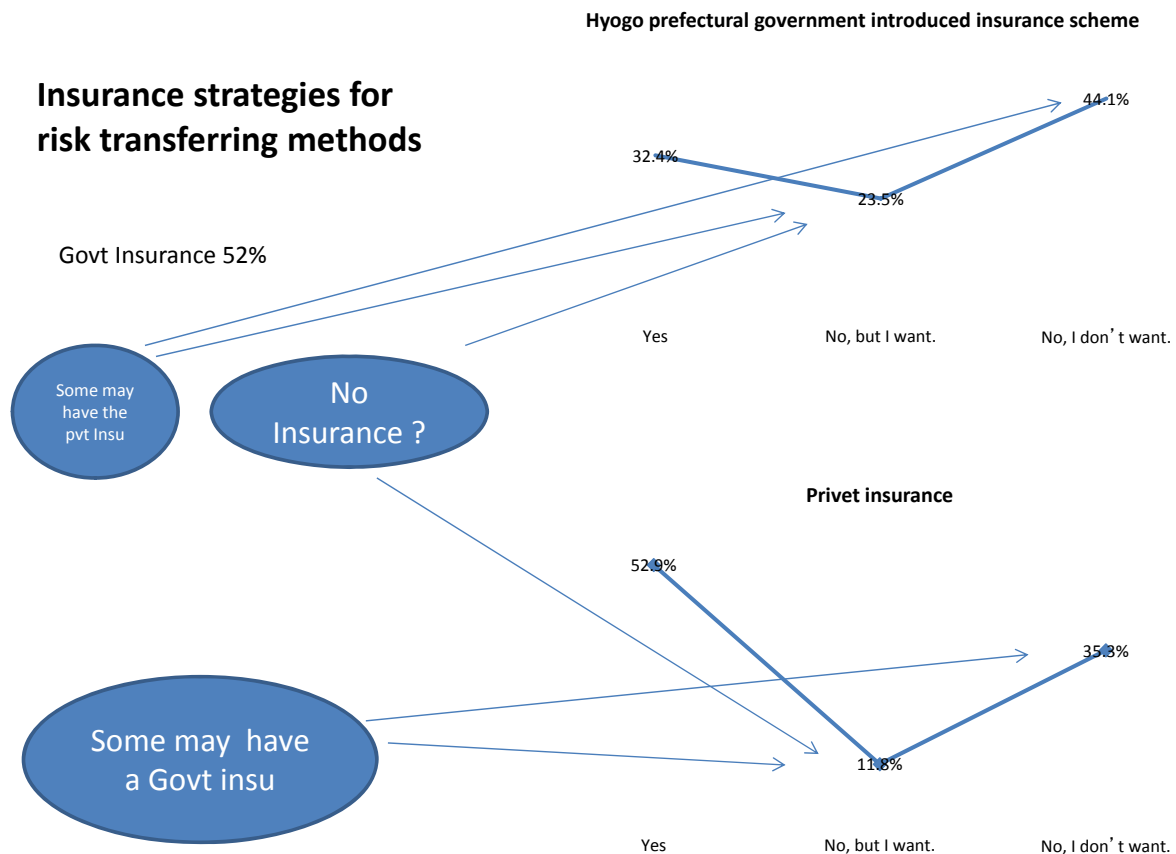 Hyogo prefectural government introduced insurance scheme
Insurance strategies for
risk transferring methods
44.1%
32.4%
23.5%
Govt Insurance 52%
Yes
No, but I want.
No, I don’t want.
Some may
have the
pvt Insu
No
Insurance ?
Privet insurance
52.9%
35.3%
11.8%
Some may have
a Govt insu
Yes
No, but I want.
No, I don’t want.